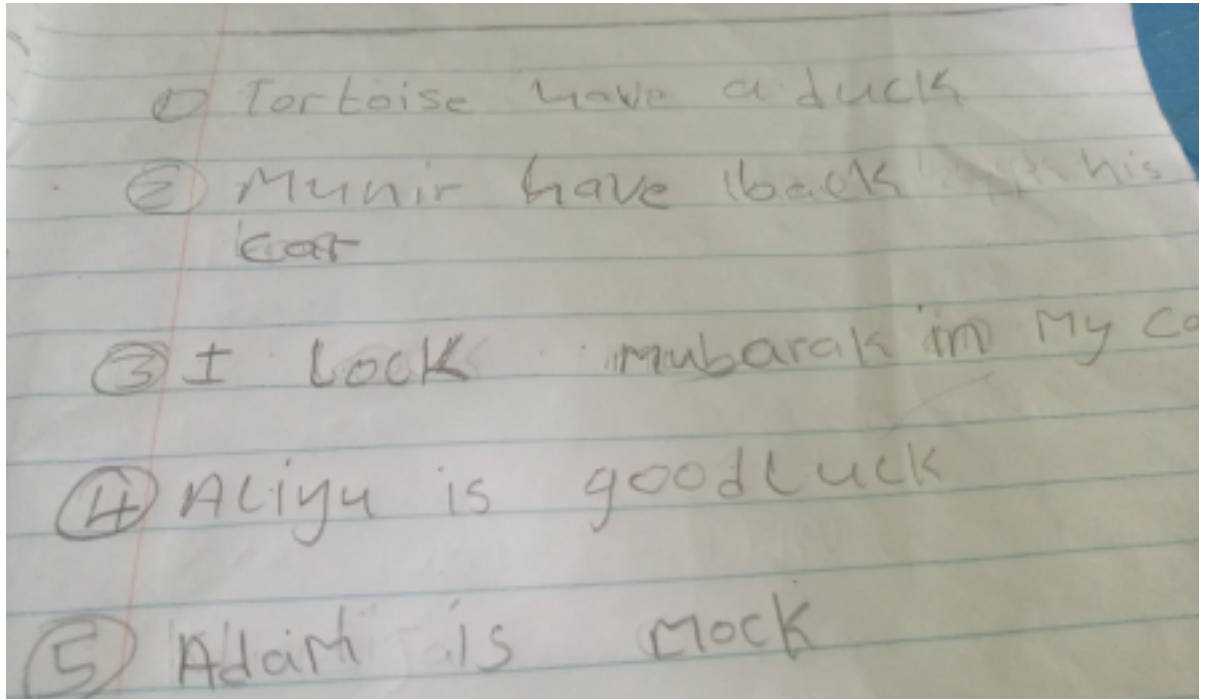 ① Tortoise have a duck
② Munir have back his
car
③ I Lock mubarak in My
④ Aliyu is goodluck
⑤ Adam is Mock